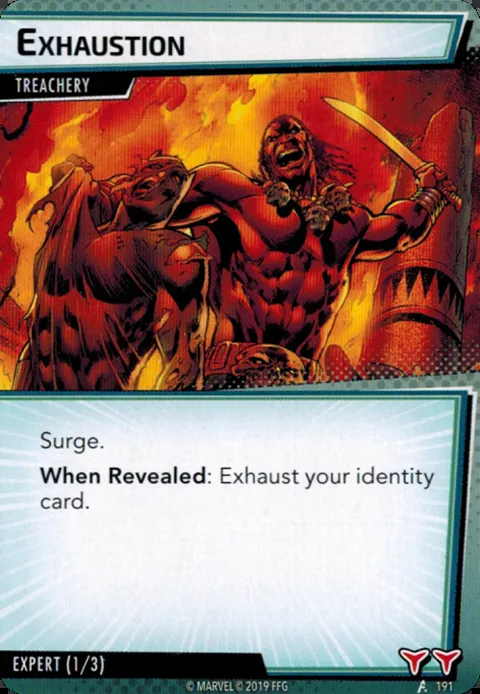 EXHAUSTION
TREACHERY
Surge.
When Revealed: Exhaust your identity
card.
EXPERT (1/3)
© MARVEL © 2019 FFG
191